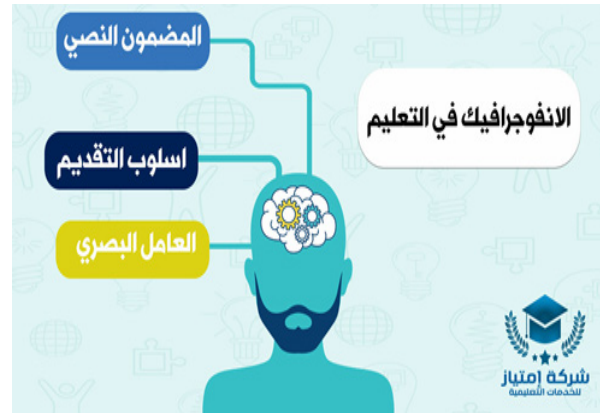 الانفوجرافيك في التعليم
المضمون النصي
اسلوب التقديم
العامل البصري
شركة إمتياز
للخدمات التعليمية